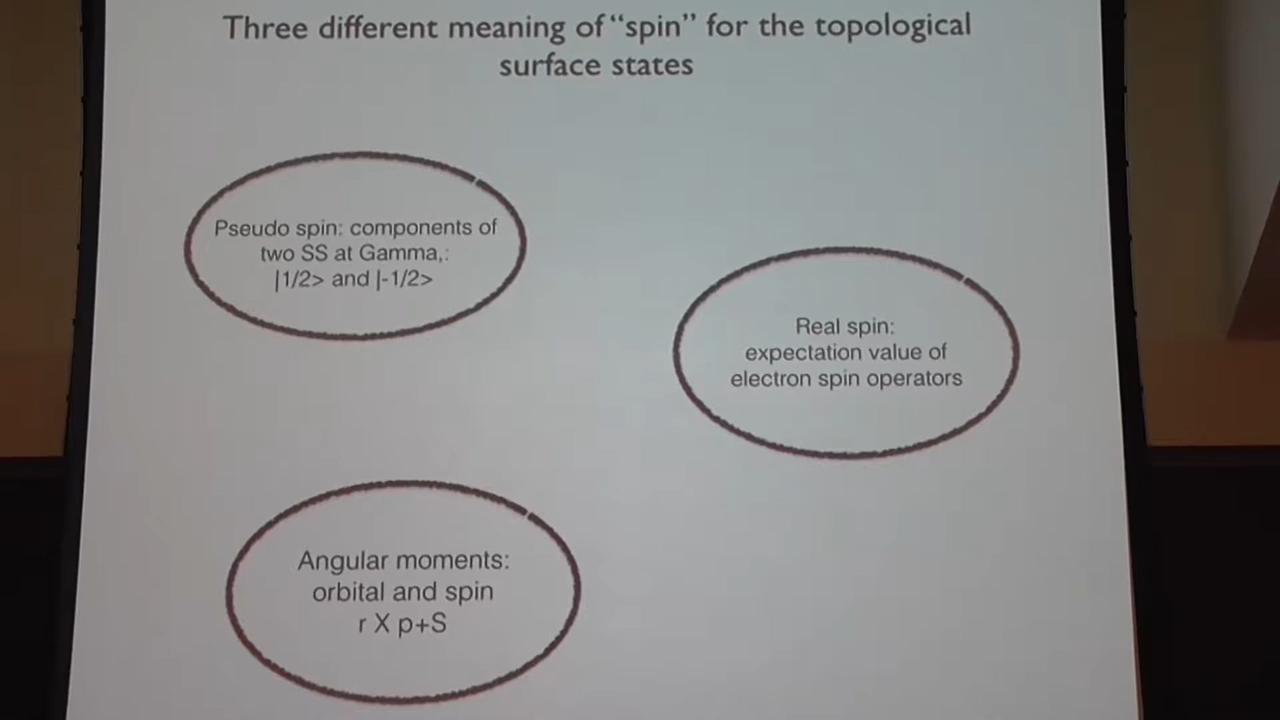 Three different meaning of “spin” for the topological
surface states
Pseudo spin: components of
two SS at Gamma,:
|1/2> and |-1/2>
Real spin:
expectation value of
electron spin operators
Angular moments:
orbital and spin
r X p+S